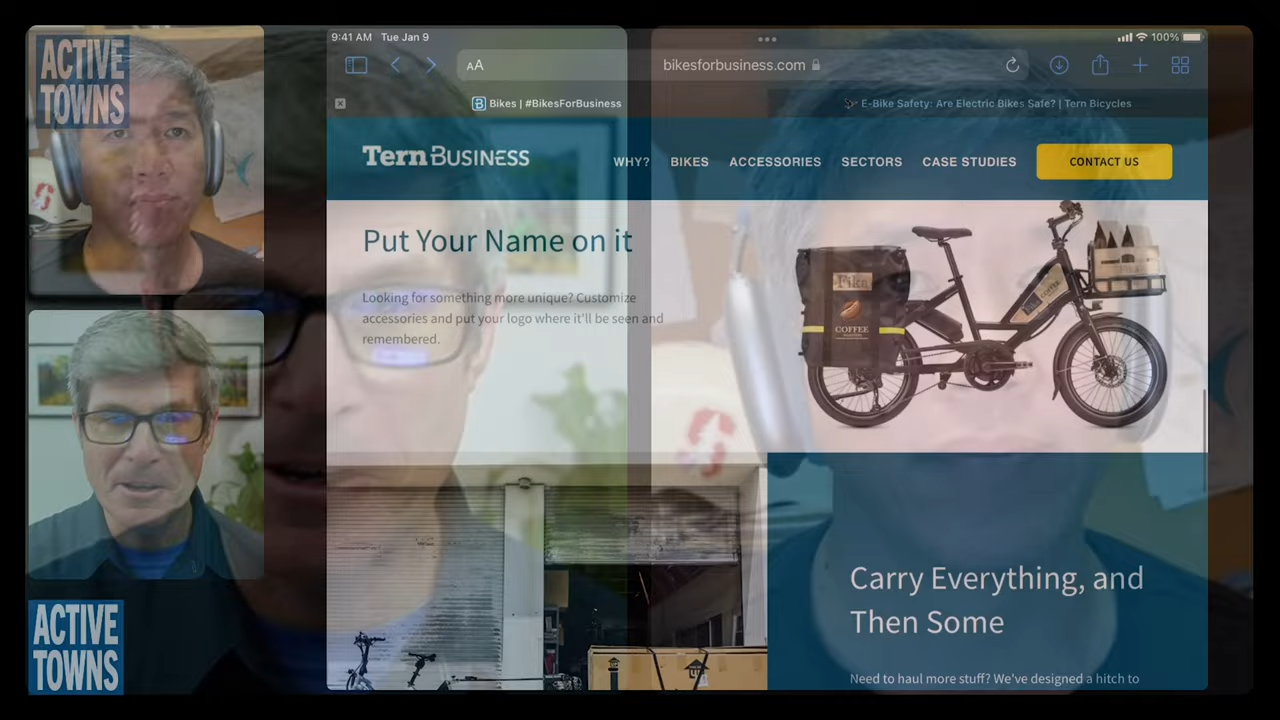 ACTIVE
TOWNS
9:41 AM Tue Jan 9
100%
AA
bikesforbusiness.com
Bikes | #BikesForBusiness
E-Bike Safety: Are Electric Bikes Safe? | Tern Bicycles
Tern BUSINESS
WHY?
BIKES
ACCESSORIES
SECTORS
CASE STUDIES
CONTACT US
Put Your Name on it
Looking for something more unique? Customize
accessories and put your logo where it'll be seen and
remembered.
Fika
COFFEE
Carry Everything, and
Then Some
Need to haul more stuff? We've designed a hitch to
ACTIVE
TOWNS